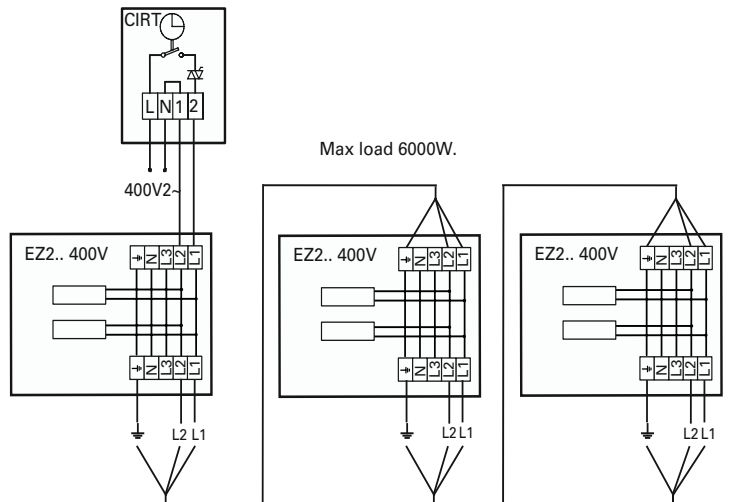 CIRT
L N 1 2
Max load 6000W.
400V2~
EZ2.. 400V
N L3 L2 L1
N L3 L2 L1
L2 L1
EZ2.. 400V
N L3 L2 L1
N L3 L2 L1
L2 L1
EZ2.. 400V
N L3 L2 L1
N L3 L2 L1
L2 L1